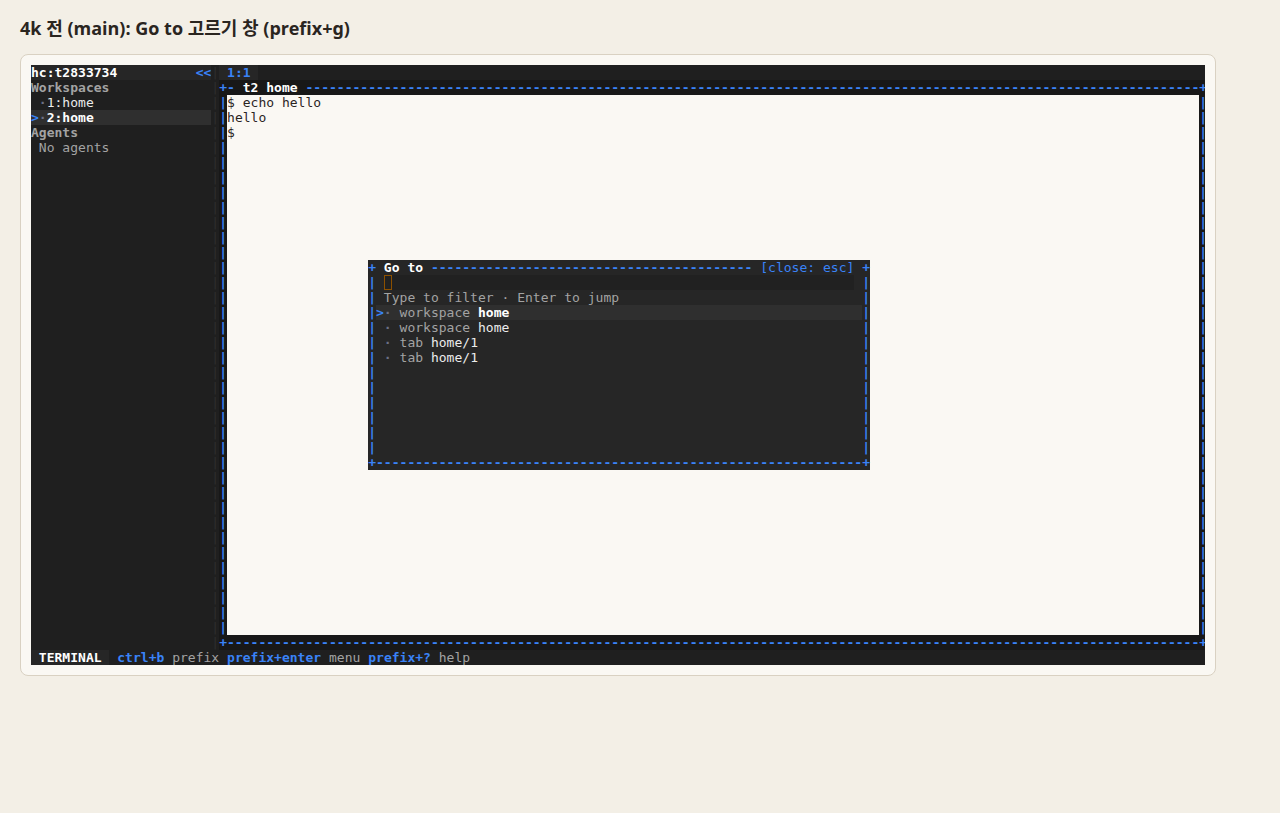 4k 전 (main): Go to 고르기 창 (prefix+g)
hc:t2833734 <<
1:1
Workspaces
·1:home
>·2:home
Agents
No agents
+- t2 home -----------------------------------------------------------------------------------------------------------------+
$ echo hello
hello
$
+ Go to ----------------------------------------- [close: esc] +
Type to filter · Enter to jump
>· workspace home
· workspace home
· tab home/1
· tab home/1
TERMINAL ctrl+b prefix prefix+enter menu prefix+? help